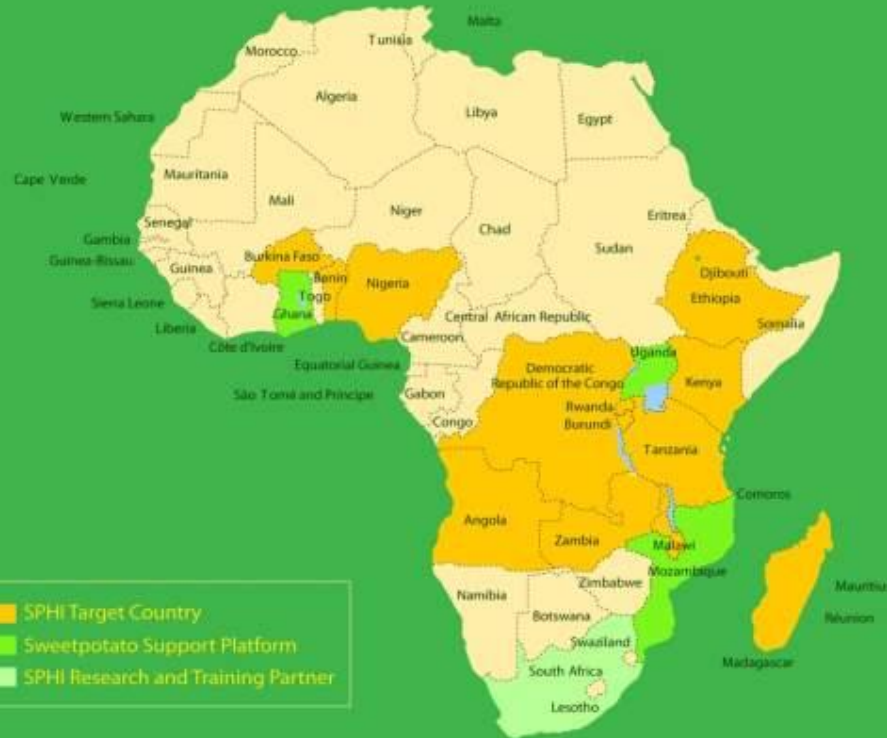 Malta
Tunisia
Morocco
Algeria
Libya
Egypt
Western Sahara
Mauritania
Cape Verde
Mali
Niger
Senegal
Eritrea
Chad
Sudan
Gambia
Guinea-Bissau
Guinea
Burkina Faso
Benin
Nigeria
Djibouti
Togo
Ethiopia
Sierra Leone
Ghana
Central African Republic
Somalia
Liberia
Cameroon
Côte d'Ivoire
Uganda
Equatorial Guinea
Democratic
Republic of the Congo
Kenya
São Tomé and Príncipe
Gabon
Rwanda
Congo
Burundi
Tanzania
Comoros
Angola
Zambia
Malawi
Mozambique
Zimbabwe
Namibia
Mauritiu
Botswana
Réunion
Swaziland
Madagascar
South Africa
Lesotho
SPHI Target Country
Sweetpotato Support Platform
SPHI Research and Training Partner